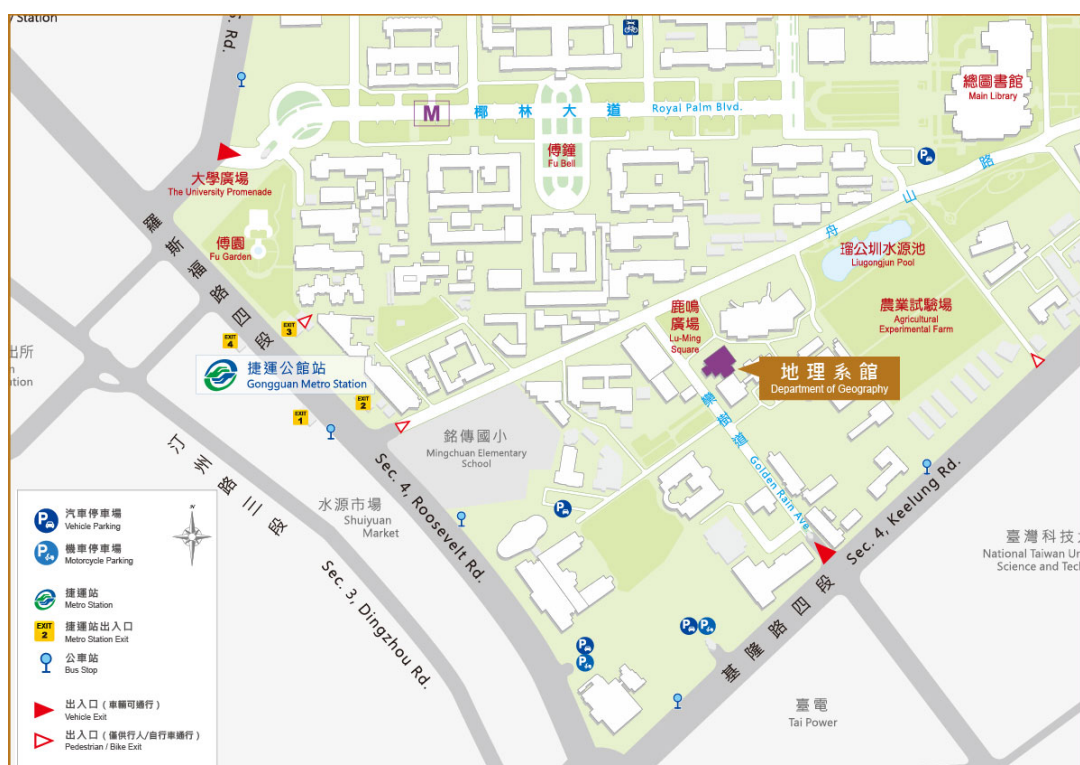 Station
Rd.
總圖書館
Main Library
M
椰林大道
Royal Palm Blvd.
傅鐘
Fu Bell
大學廣場
The University Promenade
舟山路
傅園
Fu Garden
瑠公圳水源池
Liugongjun Pool
羅斯福路四段
農業試驗場
Agricultural
Experimental Farm
鹿鳴
廣場
Lu-Ming
Square
EXIT
3
EXIT
4
捷運公館站
Gongguan Metro Station
地理系館
Department of Geography
EXIT
2
EXIT
1
銘傳國小
Mingchuan Elementary
School
欒樹道
Golden Rain Ave.
汀州路三段
Sec. 4, Roosevelt Rd.
水源市場
Shuiyuan
Market
Sec. 4, Keelung Rd.
臺灣科技大
National Taiwan Un
Science and Tech
Sec. 3, Dingzhou Rd.
基隆路四段
臺電
Tai Power
出所
tion
N
汽車停車場
Vehicle Parking
機車停車場
Motorcycle Parking
捷運站
Metro Station
EXIT
2
捷運站出入口
Metro Station Exit
公車站
Bus Stop
出入口（車輛可通行）
Vehicle Exit
出入口（僅供行人/自行車通行）
Pedestrian / Bike Exit